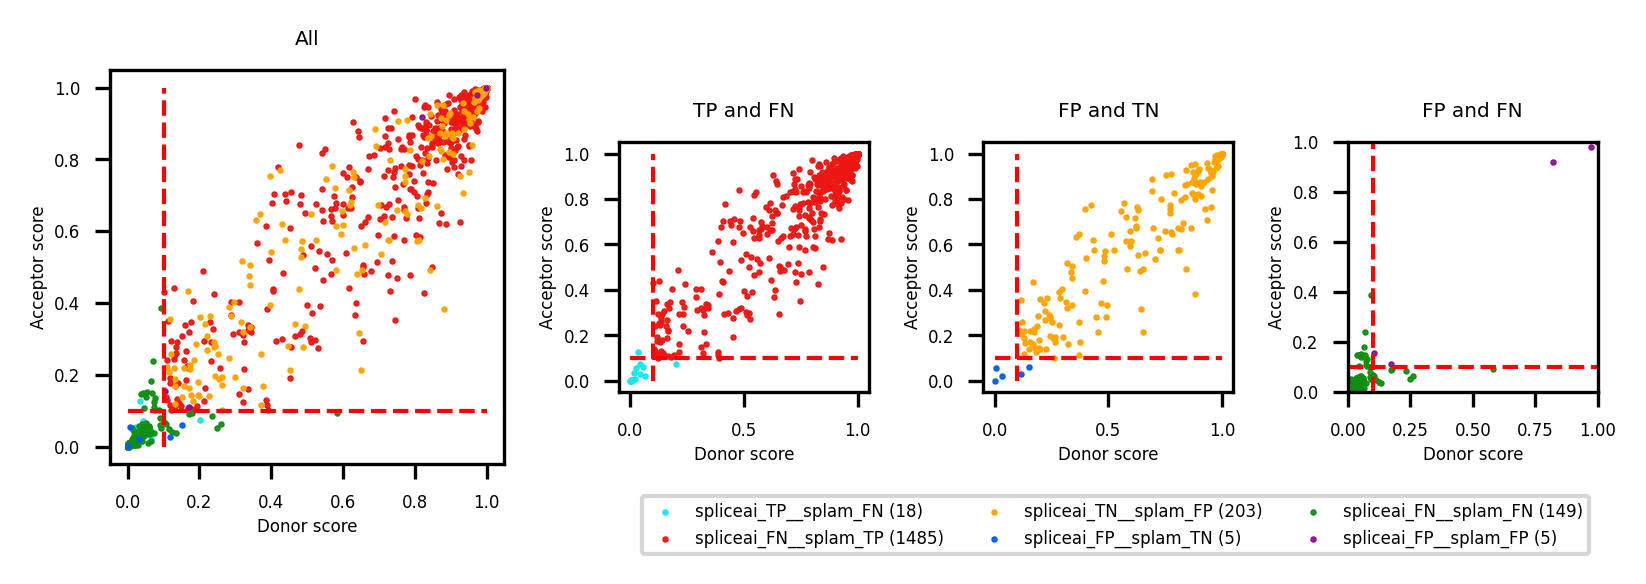 All
1.0
0.8
0.6
0.4
0.2
0.0
Acceptor score
0.0 0.2 0.4 0.6 0.8 1.0
Donor score
TP and FN
1.0
0.8
0.6
0.4
0.2
0.0
Acceptor score
0.0 0.5 1.0
Donor score
FP and TN
1.0
0.8
0.6
0.4
0.2
0.0
Acceptor score
0.0 0.5 1.0
Donor score
FP and FN
1.0
0.8
0.6
0.4
0.2
0.0
Acceptor score
0.00 0.25 0.50 0.75 1.00
Donor score
spliceai_TP__splam_FN (18) spliceai_TN__splam_FP (203) spliceai_FN__splam_FN (149)
spliceai_FN__splam_TP (1485) spliceai_FP__splam_TN (5) spliceai_FP__splam_FP (5)